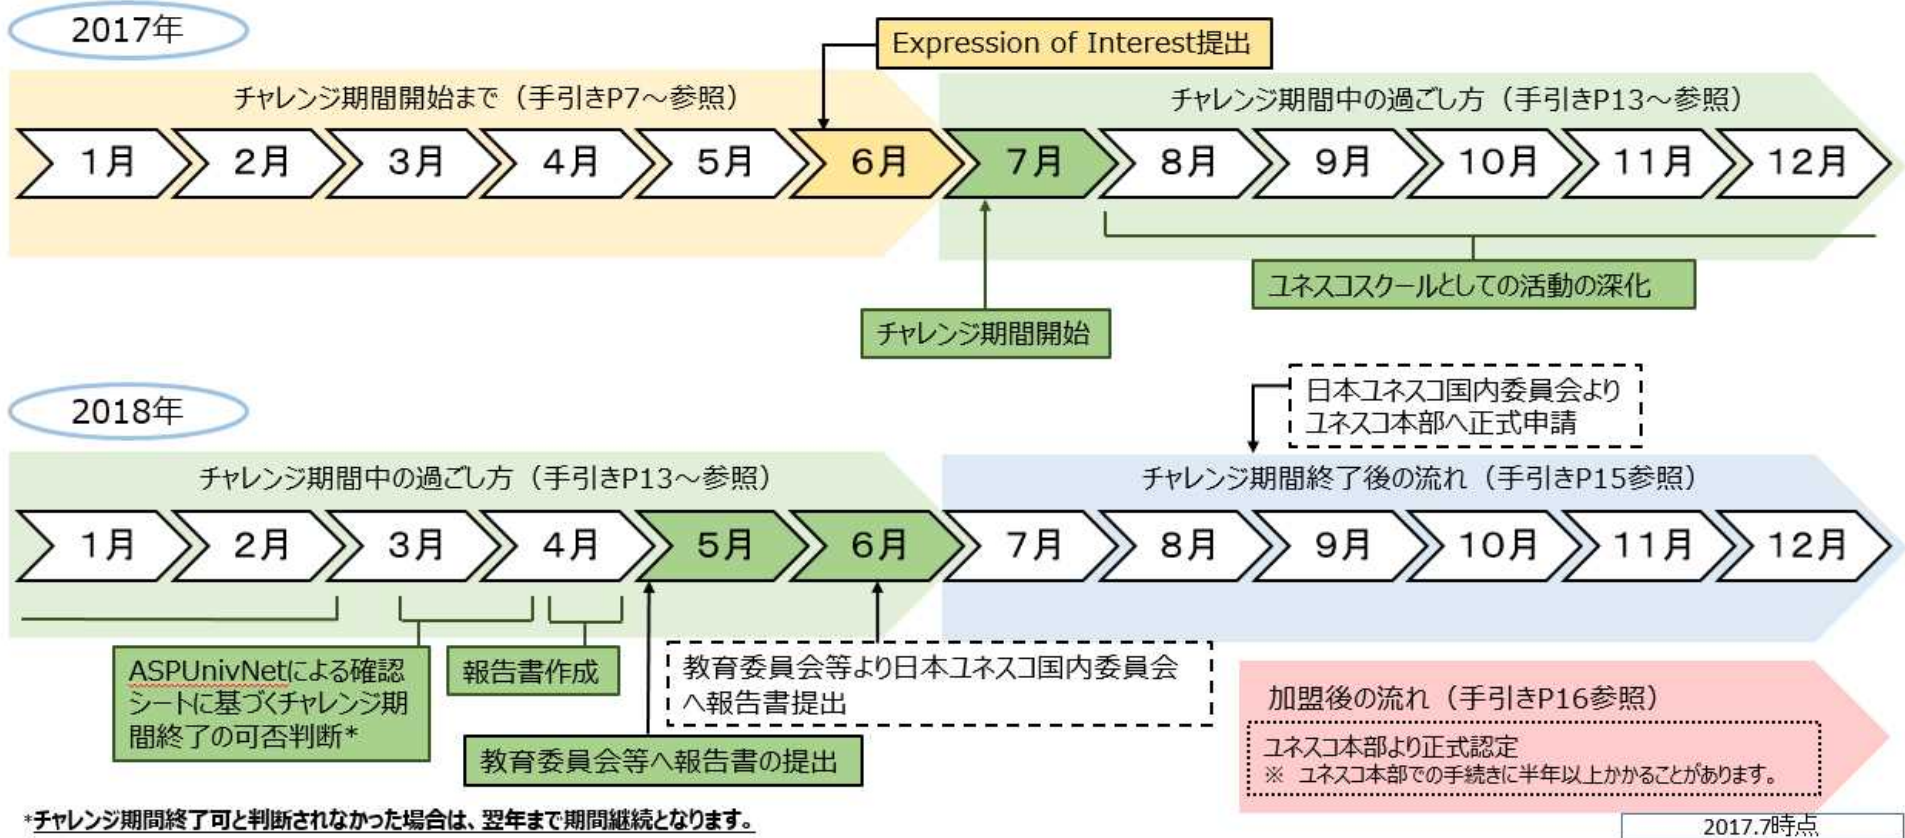 2017年
Expression of Interest提出
チャレンジ期間開始まで（手引きP7～参照）
チャレンジ期間中の過ごし方（手引きP13～参照）
1月
2月
3月
4月
5月
6月
7月
8月
9月
10月
11月
12月
ユネスコスクールとしての活動の深化
チャレンジ期間開始
2018年
日本ユネスコ国内委員会より
ユネスコ本部へ正式申請
チャレンジ期間中の過ごし方（手引きP13～参照）
チャレンジ期間終了後の流れ（手引きP15参照）
1月
2月
3月
4月
5月
6月
7月
8月
9月
10月
11月
12月
ASPUnivNetによる確認
シートに基づくチャレンジ期
間終了の可否判断*
報告書作成
教育委員会等より日本ユネスコ国内委員会
へ報告書提出
教育委員会等へ報告書の提出
加盟後の流れ（手引きP16参照）
ユネスコ本部より正式認定
※ ユネスコ本部での手続きに半年以上かかることがあります。
*チャレンジ期間終了可と判断されなかった場合は、翌年まで期間継続となります。
2017.7時点